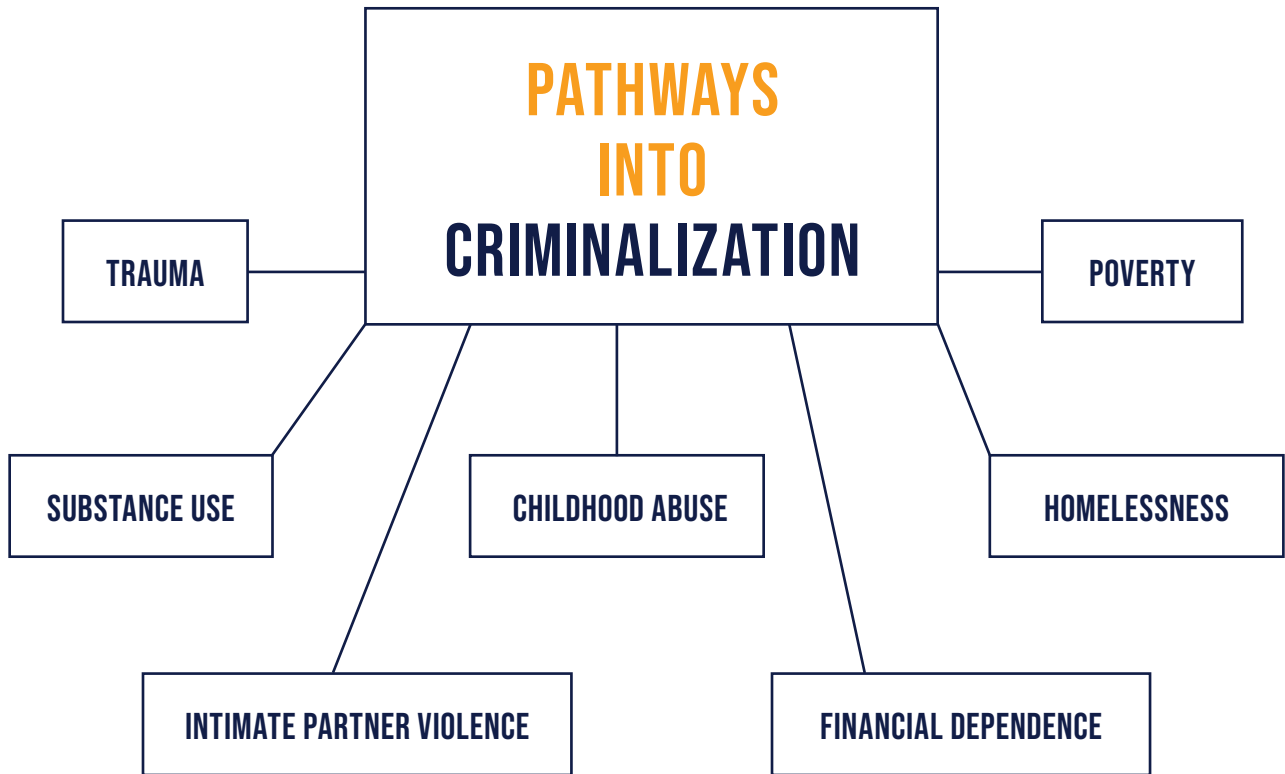 PATHWAYS
INTO
CRIMINALIZATION
TRAUMA
POVERTY
SUBSTANCE USE
CHILDHOOD ABUSE
HOMELESSNESS
INTIMATE PARTNER VIOLENCE
FINANCIAL DEPENDENCE